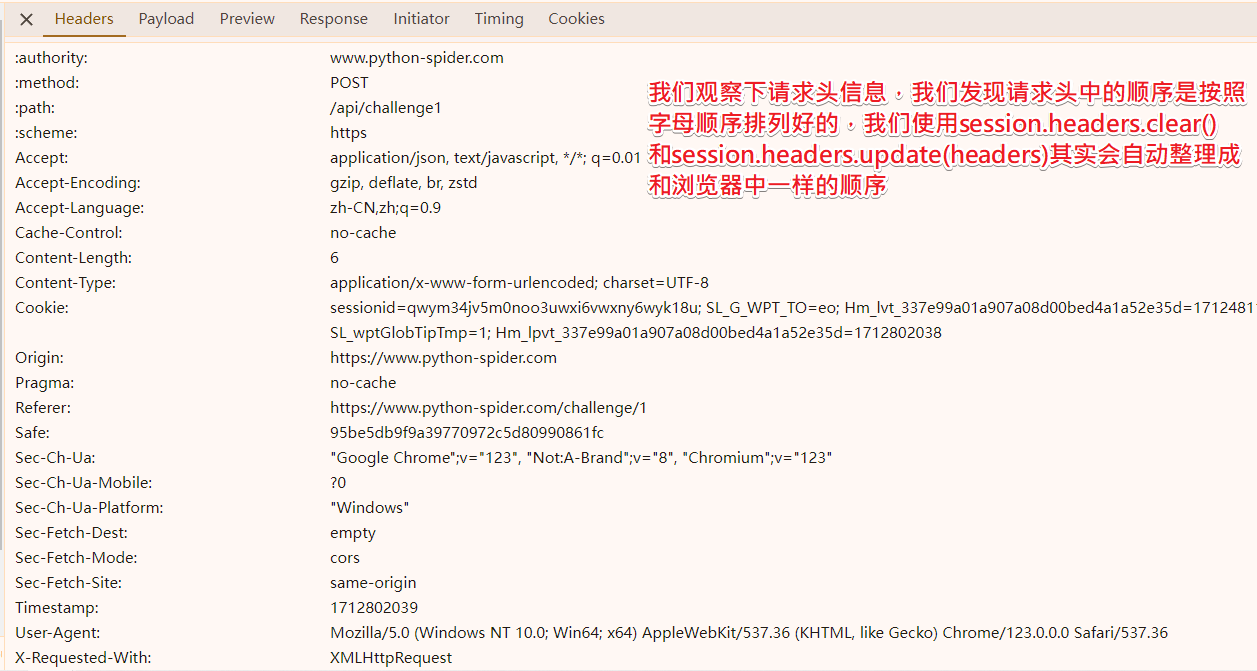 Headers Payload Preview Response Initiator Timing Cookies
:authority: www.python-spider.com
:method: POST
:path: /api/challenge1
:scheme: https
Accept: application/json, text/javascript, */*; q=0.01
Accept-Encoding: gzip, deflate, br, zstd
Accept-Language: zh-CN,zh;q=0.9
Cache-Control: no-cache
Content-Length: 6
Content-Type: application/x-www-form-urlencoded; charset=UTF-8
Cookie: sessionid=qwym34jv5m0noo3uwxi6vwxny6wyk18u; SL_G_WPT_TO=eo; Hm_lvt_337e99a01a907a08d00bed4a1a52e35d=1712481
SL_wptGlobTipTmp=1; Hm_lpvt_337e99a01a907a08d00bed4a1a52e35d=1712802038
Origin: https://www.python-spider.com
Pragma: no-cache
Referer: https://www.python-spider.com/challenge/1
Safe: 95be5db9f9a39770972c5d80990861fc
Sec-Ch-Ua: "Google Chrome";v="123", "Not:A-Brand";v="8", "Chromium";v="123"
Sec-Ch-Ua-Mobile: ?0
Sec-Ch-Ua-Platform: "Windows"
Sec-Fetch-Dest: empty
Sec-Fetch-Mode: cors
Sec-Fetch-Site: same-origin
Timestamp: 1712802039
User-Agent: Mozilla/5.0 (Windows NT 10.0; Win64; x64) AppleWebKit/537.36 (KHTML, like Gecko) Chrome/123.0.0.0 Safari/537.36
X-Requested-With: XMLHttpRequest
我们观察下请求头信息，我们发现请求头中的顺序是按照
字母顺序排列好的，我们使用session.headers.clear()
和session.headers.update(headers)其实会自动整理成
和浏览器中一样的顺序